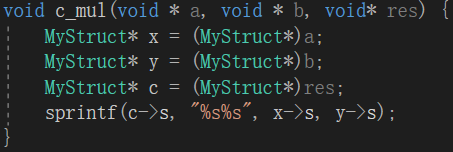 void c_mul(void * a, void * b, void* res) {
MyStruct* x = (MyStruct*)a;
MyStruct* y = (MyStruct*)b;
MyStruct* c = (MyStruct*)res;
sprintf(c->s, "%s%s", x->s, y->s);
}